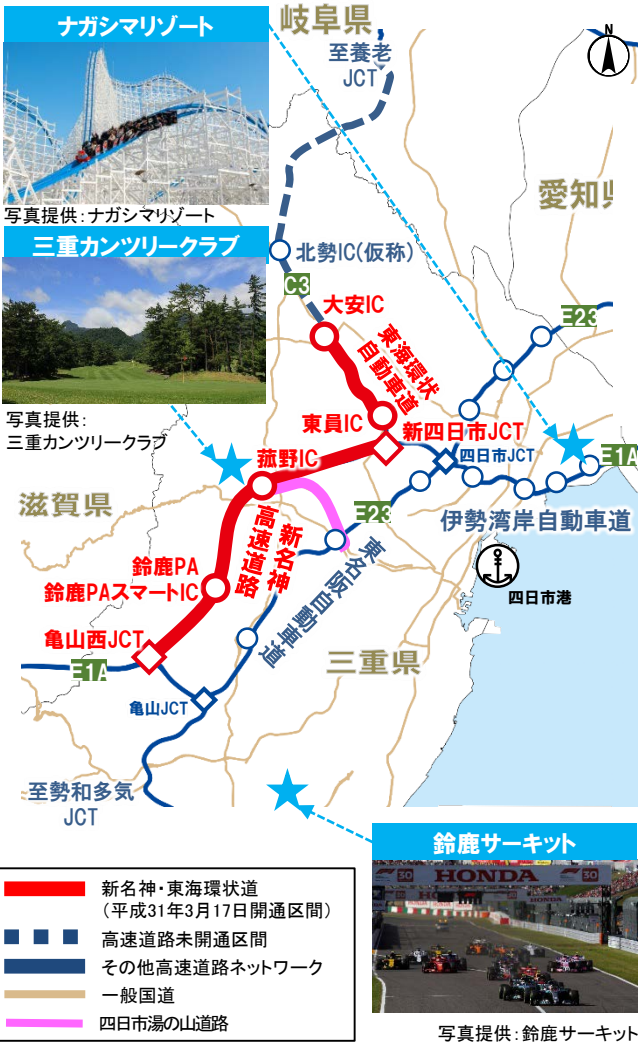 ナガシマリゾート
写真提供:ナガシマリゾート
三重カンツリークラブ
写真提供:
三重カンツリークラブ
岐阜県
至養老
JCT
N
愛知県
北勢IC(仮称)
C3
大安IC
東海環状
自動車道
E23
東員IC
新四日市JCT
四日市JCT
E1A
菰野IC
滋賀県
E23
伊勢湾岸自動車道
新名神
高速道路
東名阪自動車道
鈴鹿PA
鈴鹿PAスマートIC
四日市港
亀山西JCT
E1A
三重県
亀山JCT
至勢和多気
JCT
鈴鹿サーキット
30
HONDA
30
HONDA
写真提供:鈴鹿サーキット
新名神・東海環状道
(平成31年3月17日開通区間)
高速道路未開通区間
その他高速道路ネットワーク
一般国道
四日市湯の山道路